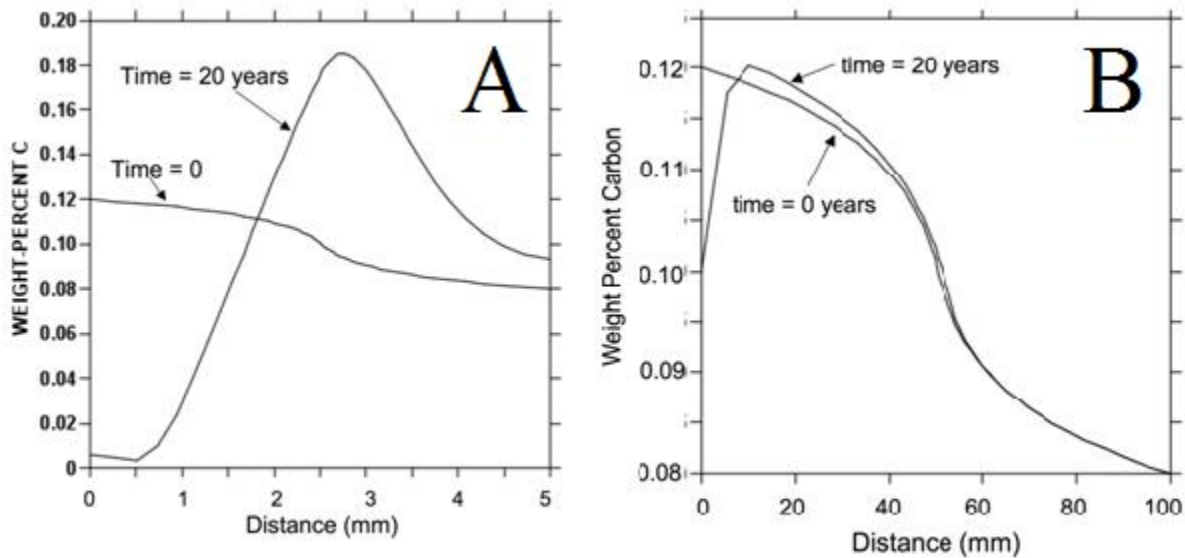 A
WEIGHT-PERCENT C
0.20
0.18
0.16
0.14
0.12
0.10
0.08
0.06
0.04
0.02
0
Time = 20 years
Time = 0
0 1 2 3 4 5
Distance (mm)
B
Weight Percent Carbon
0.12
0.11
0.10
0.09
0.08
time = 20 years
time = 0 years
0 20 40 60 80 100
Distance (mm)